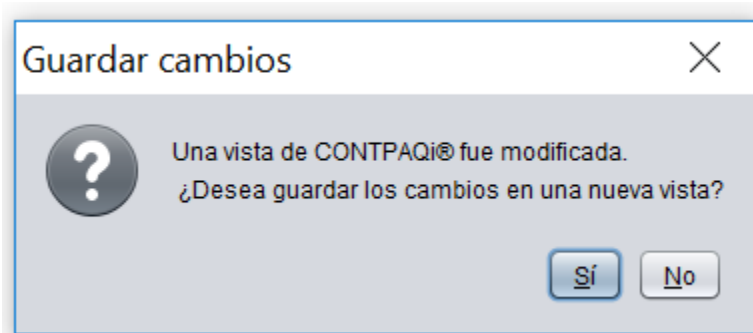 Guardar cambios
Una vista de CONTPAQi® fue modificada.
¿Desea guardar los cambios en una nueva vista?
Sí No